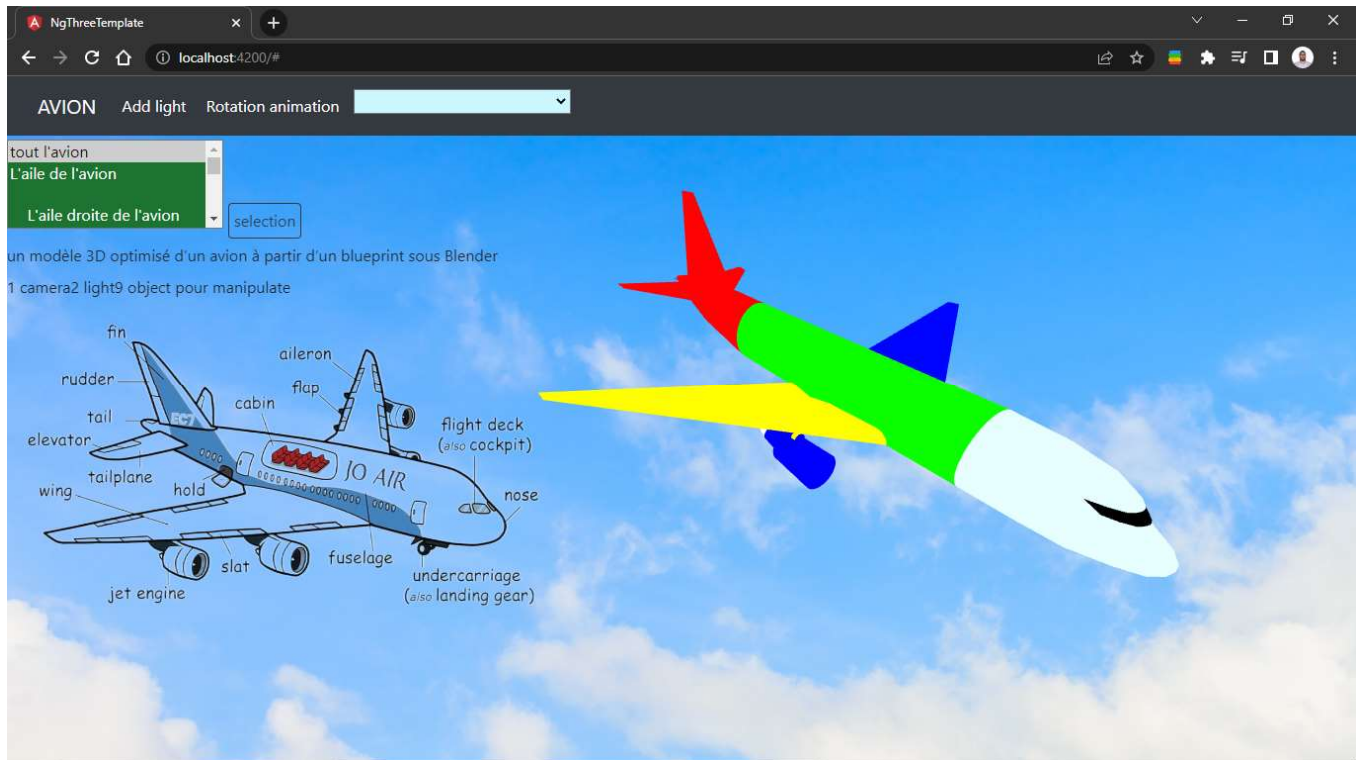 NgThreeTemplate
localhost:4200/#
AVION Add light Rotation animation
tout l'avion
L'aile de l'avion
L'aile droite de l'avion
selection
un modèle 3D optimisé d'un avion à partir d'un blueprint sous Blender
1 camera2 light9 object pour manipulate
fin
aileron
rudder
flap
cabin
tail
EC7
flight deck
(also cockpit)
elevator
JO AIR
tailplane
hold
wing
nose
slat
fuselage
undercarriage
(also landing gear)
jet engine